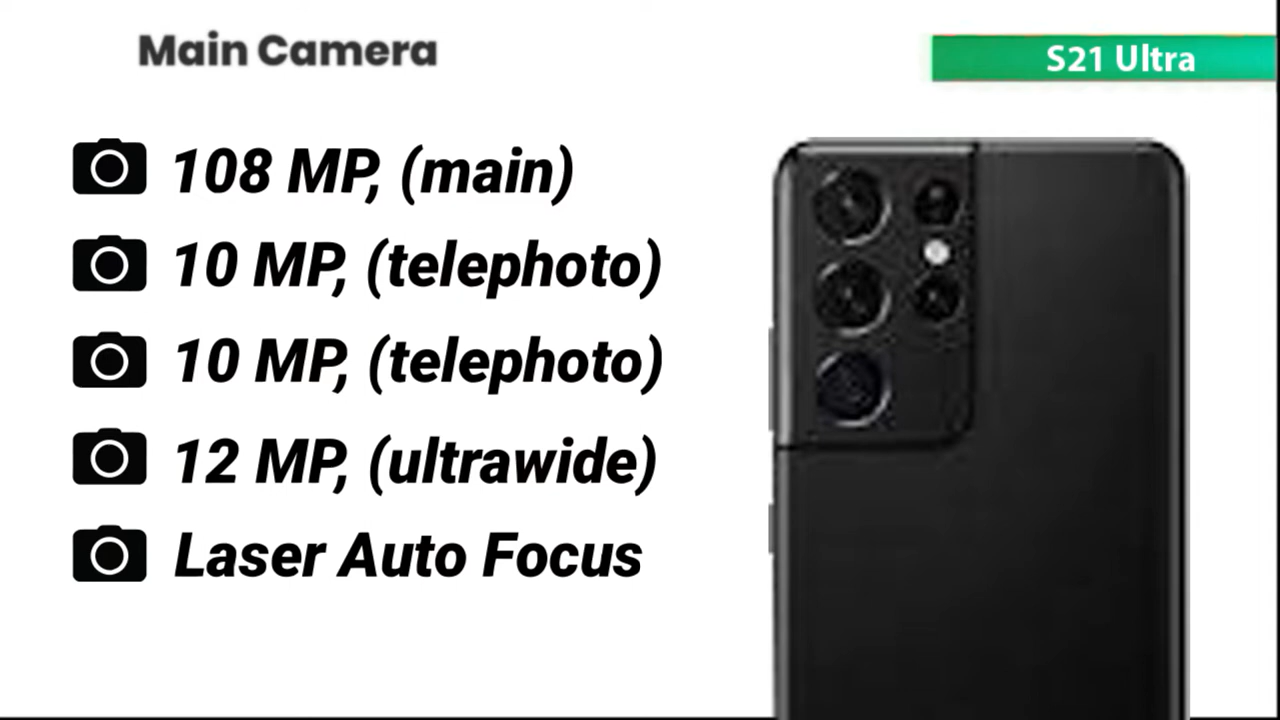 Main Camera
S21 Ultra
108 MP, (main)
10 MP, (telephoto)
10 MP, (telephoto)
12 MP, (ultrawide)
Laser Auto Focus